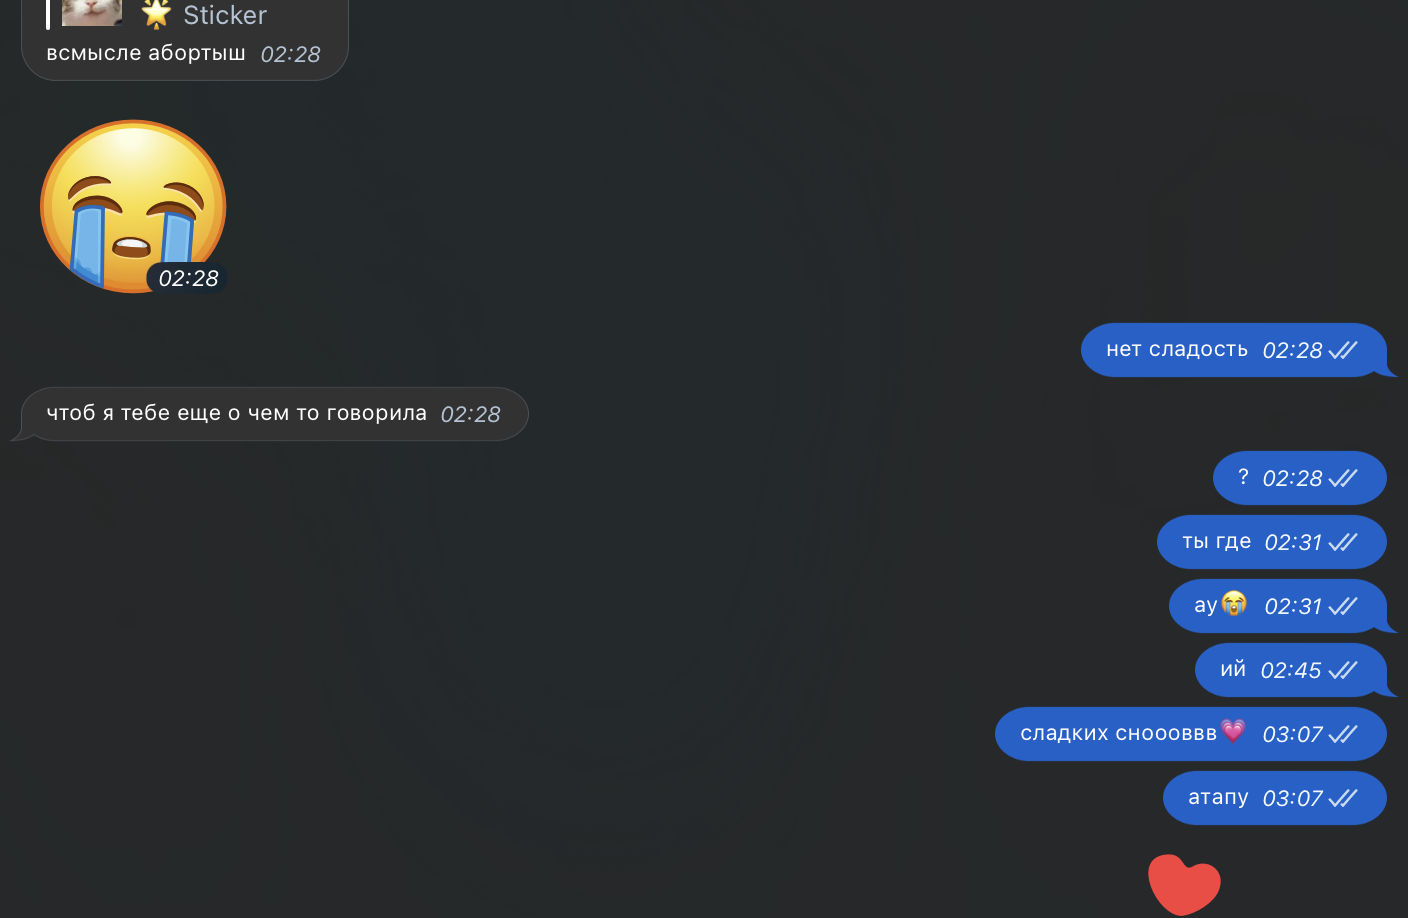 Sticker
всмысле абортыш 02:28
02:28
нет сладость 02:28
чтоб я тебе еще о чем то говорила 02:28
? 02:28
ты где 02:31
ау😭 02:31
ий 02:45
сладких сноооввв💗 03:07
атапу 03:07